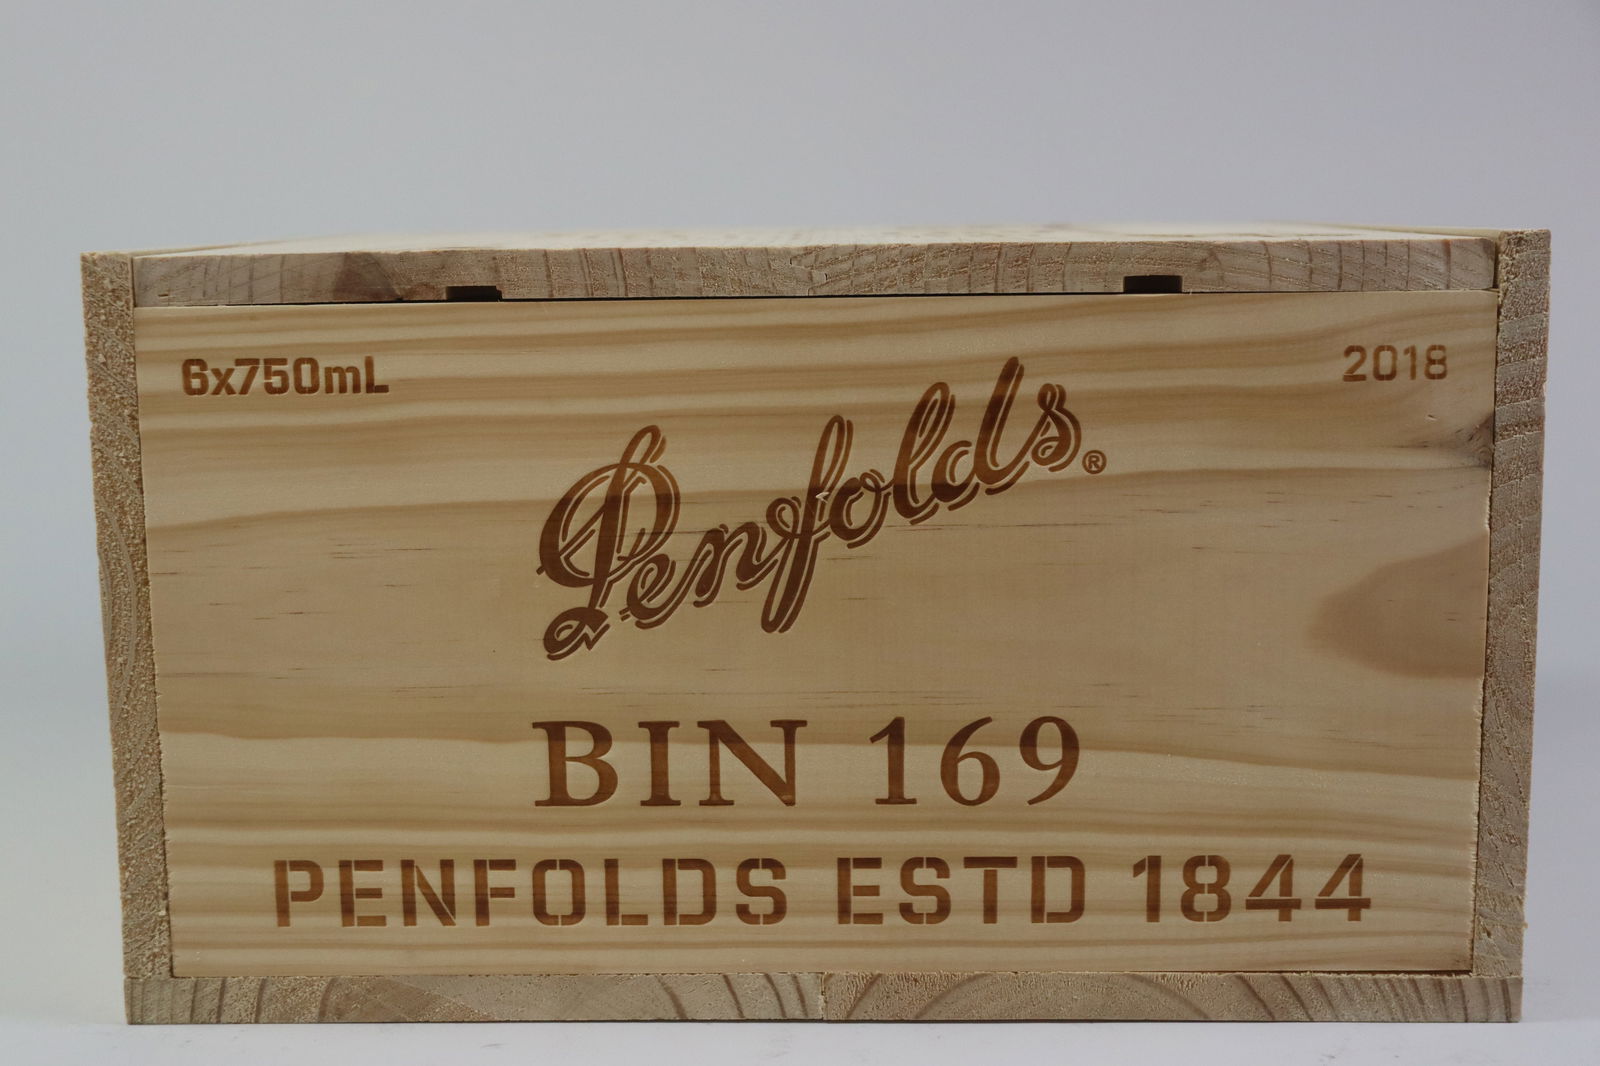 6x750mL
2018
Penfolds®
BIN 169
PENFOLDS ESTD 1844